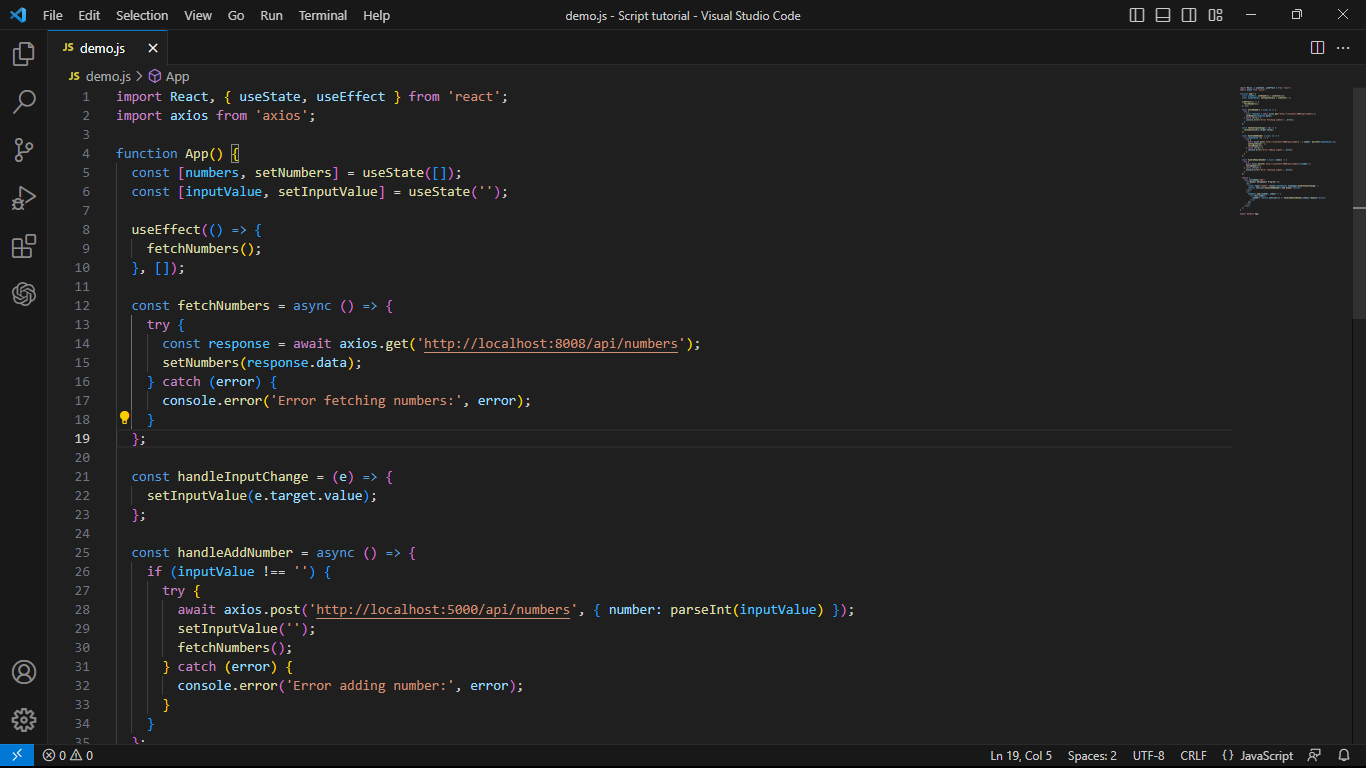 File Edit Selection View Go Run Terminal Help
demo.js - Script tutorial - Visual Studio Code
JS demo.js
JS demo.js > App
1 import React, { useState, useEffect } from 'react';
2 import axios from 'axios';
3
4 function App() {
5   const [numbers, setNumbers] = useState([]);
6   const [inputValue, setInputValue] = useState('');
7
8   useEffect(() => {
9     fetchNumbers();
10   }, []);
11
12   const fetchNumbers = async () => {
13     try {
14       const response = await axios.get('http://localhost:8008/api/numbers');
15       setNumbers(response.data);
16     } catch (error) {
17       console.error('Error fetching numbers:', error);
18     }
19   };
20
21   const handleInputChange = (e) => {
22     setInputValue(e.target.value);
23   };
24
25   const handleAddNumber = async () => {
26     if (inputValue !== '') {
27       try {
28         await axios.post('http://localhost:5000/api/numbers', { number: parseInt(inputValue) });
29         setInputValue('');
30         fetchNumbers();
31       } catch (error) {
32         console.error('Error adding number:', error);
33       }
34     }
35   };
0 0
Ln 19, Col 5 Spaces: 2 UTF-8 CRLF {} JavaScript